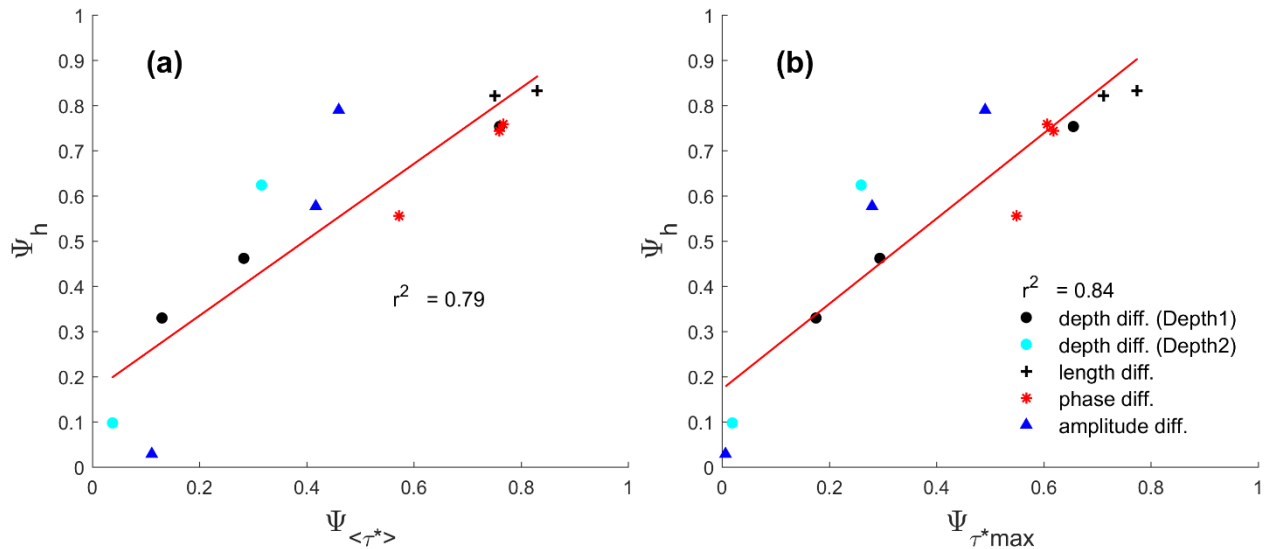 (a)
1
0.9
0.8
0.7
0.6
0.5
0.4
0.3
0.2
0.1
0
Ψh
r2 = 0.79
0 0.2 0.4 0.6 0.8 1
Ψ<τ*>
(b)
1
0.9
0.8
0.7
0.6
0.5
0.4
0.3
0.2
0.1
0
Ψh
r2 = 0.84
depth diff. (Depth1)
depth diff. (Depth2)
length diff.
phase diff.
amplitude diff.
0 0.2 0.4 0.6 0.8 1
Ψτ*max